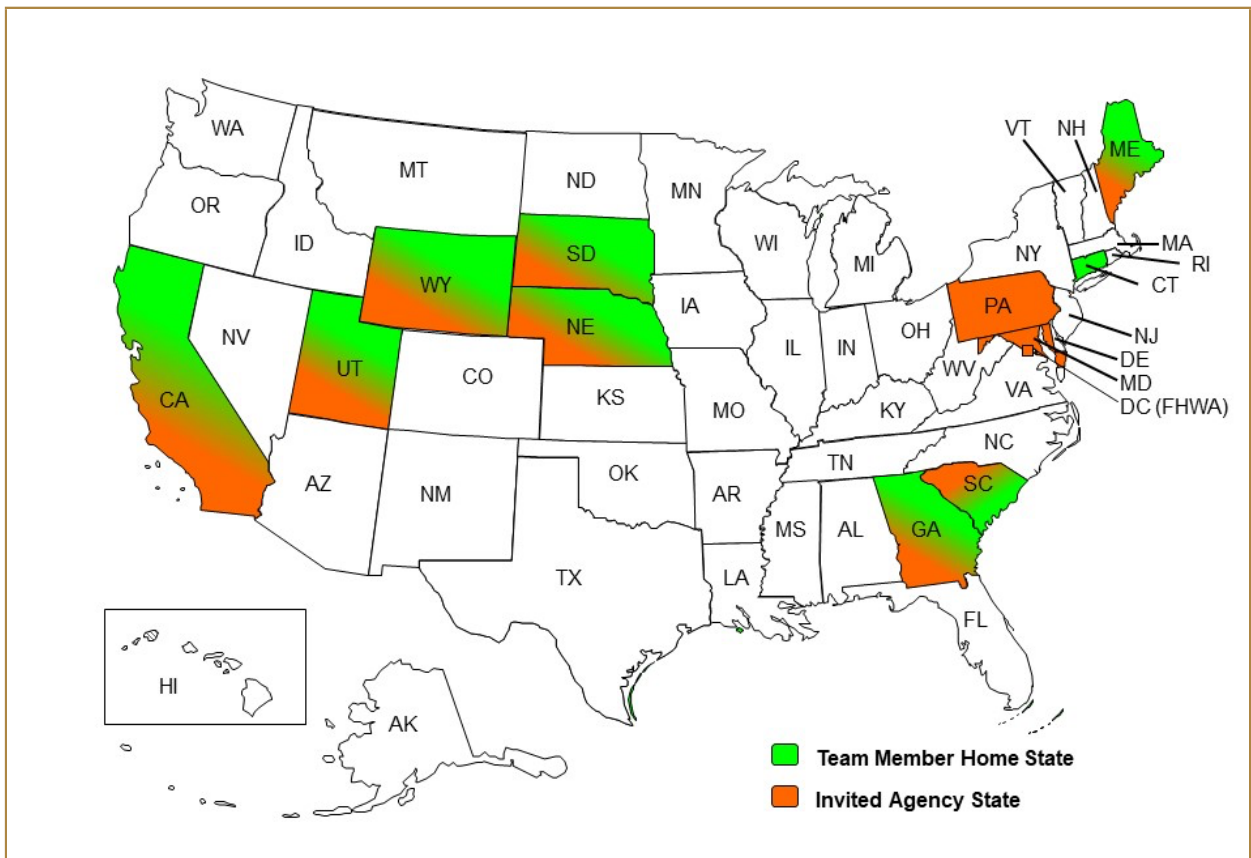 WA
OR
ID
MT
ND
MN
WI
MI
VT
NH
ME
NY
MA
RI
CT
NV
CA
UT
WY
SD
NE
IA
IL
IN
OH
PA
NJ
DE
MD
DC (FHWA)
WV
VA
CO
KS
MO
KY
NC
TN
SC
AZ
NM
OK
AR
MS
AL
GA
TX
LA
FL
HI
AK
Team Member Home State
Invited Agency State